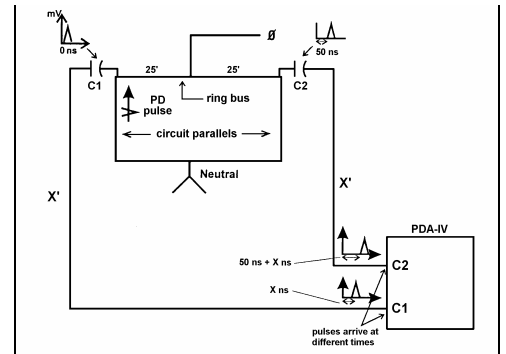 mV
0 ns
C1
25'
25'
Ø
C2
50 ns
PD
pulse
ring bus
circuit parallels
Neutral
X'
X'
PDA-IV
50 ns + X ns
C2
X ns
C1
pulses arrive at
different times